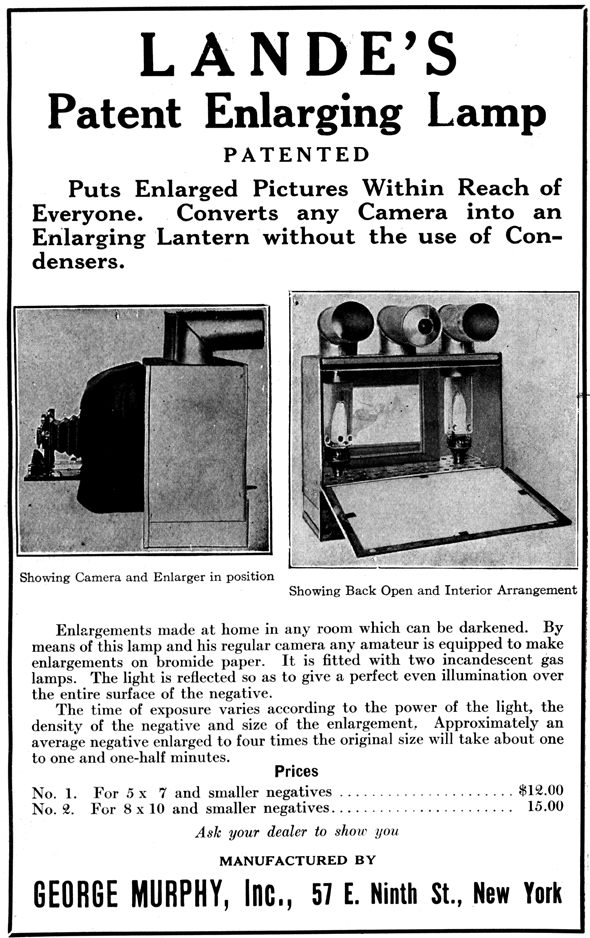 LANDE'S
Patent Enlarging Lamp
PATENTED
Puts Enlarged Pictures Within Reach of
Everyone. Converts any Camera into an
Enlarging Lantern without the use of Con-
densers.
Showing Camera and Enlarger in position
Showing Back Open and Interior Arrangement
Enlargements made at home in any room which can be darkened. By
means of this lamp and his regular camera any amateur is equipped to make
enlargements on bromide paper. It is fitted with two incandescent gas
lamps. The light is reflected so as to give a perfect even illumination over
the entire surface of the negative.
The time of exposure varies according to the power of the light, the
density of the negative and size of the enlargement. Approximately an
average negative enlarged to four times the original size will take about one
to one and one-half minutes.
Prices
No. 1. For 5 x 7 and smaller negatives ...................... $12.00
No. 2. For 8 x 10 and smaller negatives...................... 15.00
Ask your dealer to show you
MANUFACTURED BY
GEORGE MURPHY, Inc., 57 E. Ninth St., New York